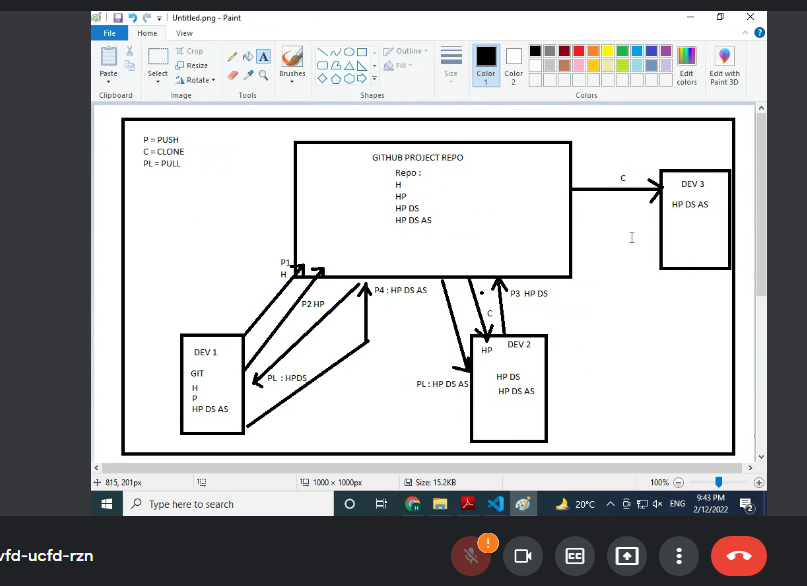 Untitled.png - Paint
File Home View
Paste
Select
Crop
Resize
Rotate
Brushes
Outline
Fill
Size
Color 1
Color 2
Edit colors
Edit with Paint 3D
Clipboard
Image
Tools
Shapes
Colors
P = PUSH
C = CLONE
PL = PULL
GITHUB PROJECT REPO
Repo :
H
HP
HP DS
HP DS AS
C
DEV 3
HP DS AS
P1
H
P2 HP
P4 : HP DS AS
P3 HP DS
C
DEV 1
GIT
H
P
HP DS AS
PL : HPDS
PL : HP DS AS
HP
DEV 2
HP DS
HP DS AS
815, 201px
1000 × 1000px
Size: 15.2KB
100%
Type here to search
20°C
ENG
9:43 PM
2/12/2022
2
vfd-ucfd-rzn
!
CC